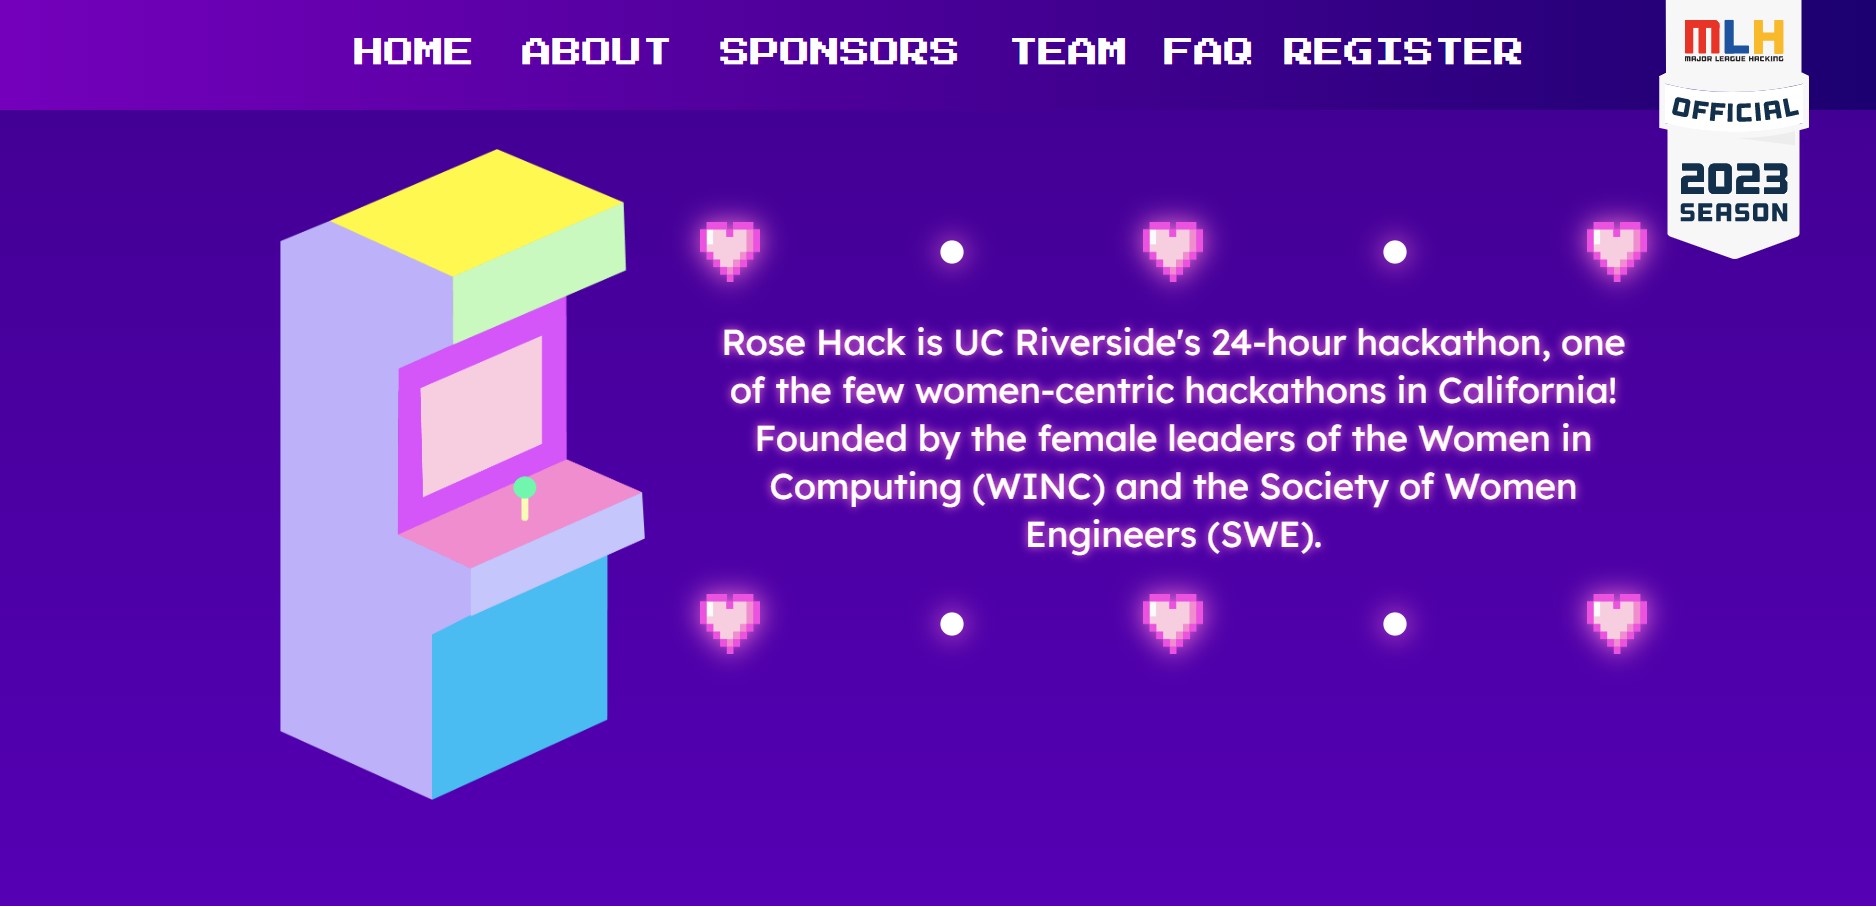 HOME ABOUT SPONSORS TEAM FAQ REGISTER
MLH
MAJOR LEAGUE HACKING
OFFICIAL
2023
SEASON
Rose Hack is UC Riverside's 24-hour hackathon, one
of the few women-centric hackathons in California!
Founded by the female leaders of the Women in
Computing (WINC) and the Society of Women
Engineers (SWE).